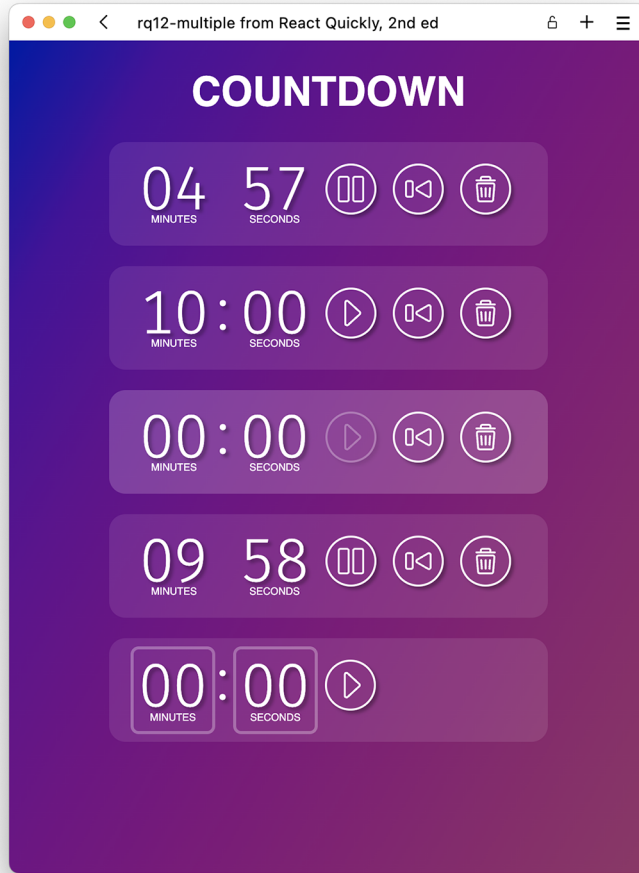 rq12-multiple from React Quickly, 2nd ed
COUNTDOWN
04 57
MINUTES SECONDS
10 : 00
MINUTES SECONDS
00 : 00
MINUTES SECONDS
09 58
MINUTES SECONDS
00 : 00
MINUTES SECONDS